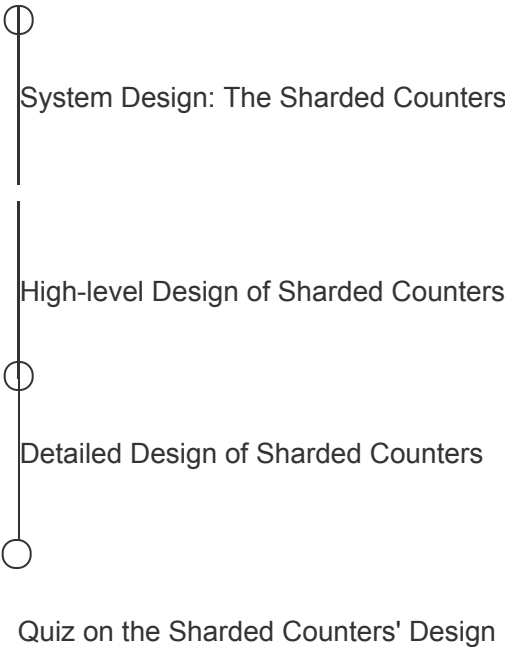 System Design: The Sharded Counters
High-level Design of Sharded Counters
Detailed Design of Sharded Counters
Quiz on the Sharded Counters' Design